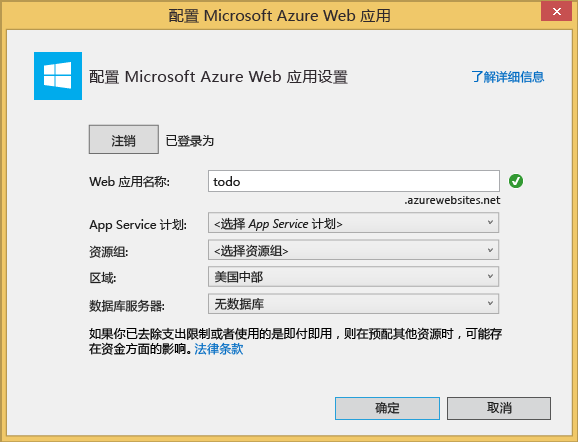 配置 Microsoft Azure Web 应用
配置 Microsoft Azure Web 应用设置
了解详细信息
注销 已登录为
Web 应用名称: todo
.azurewebsites.net
App Service 计划: <选择 App Service 计划>
资源组: <选择资源组>
区域: 美国中部
数据库服务器: 无数据库
如果你已去除支出限制或者使用的是即付即用，则在预配其他资源时，可能存
在资金方面的影响。法律条款
确定 取消